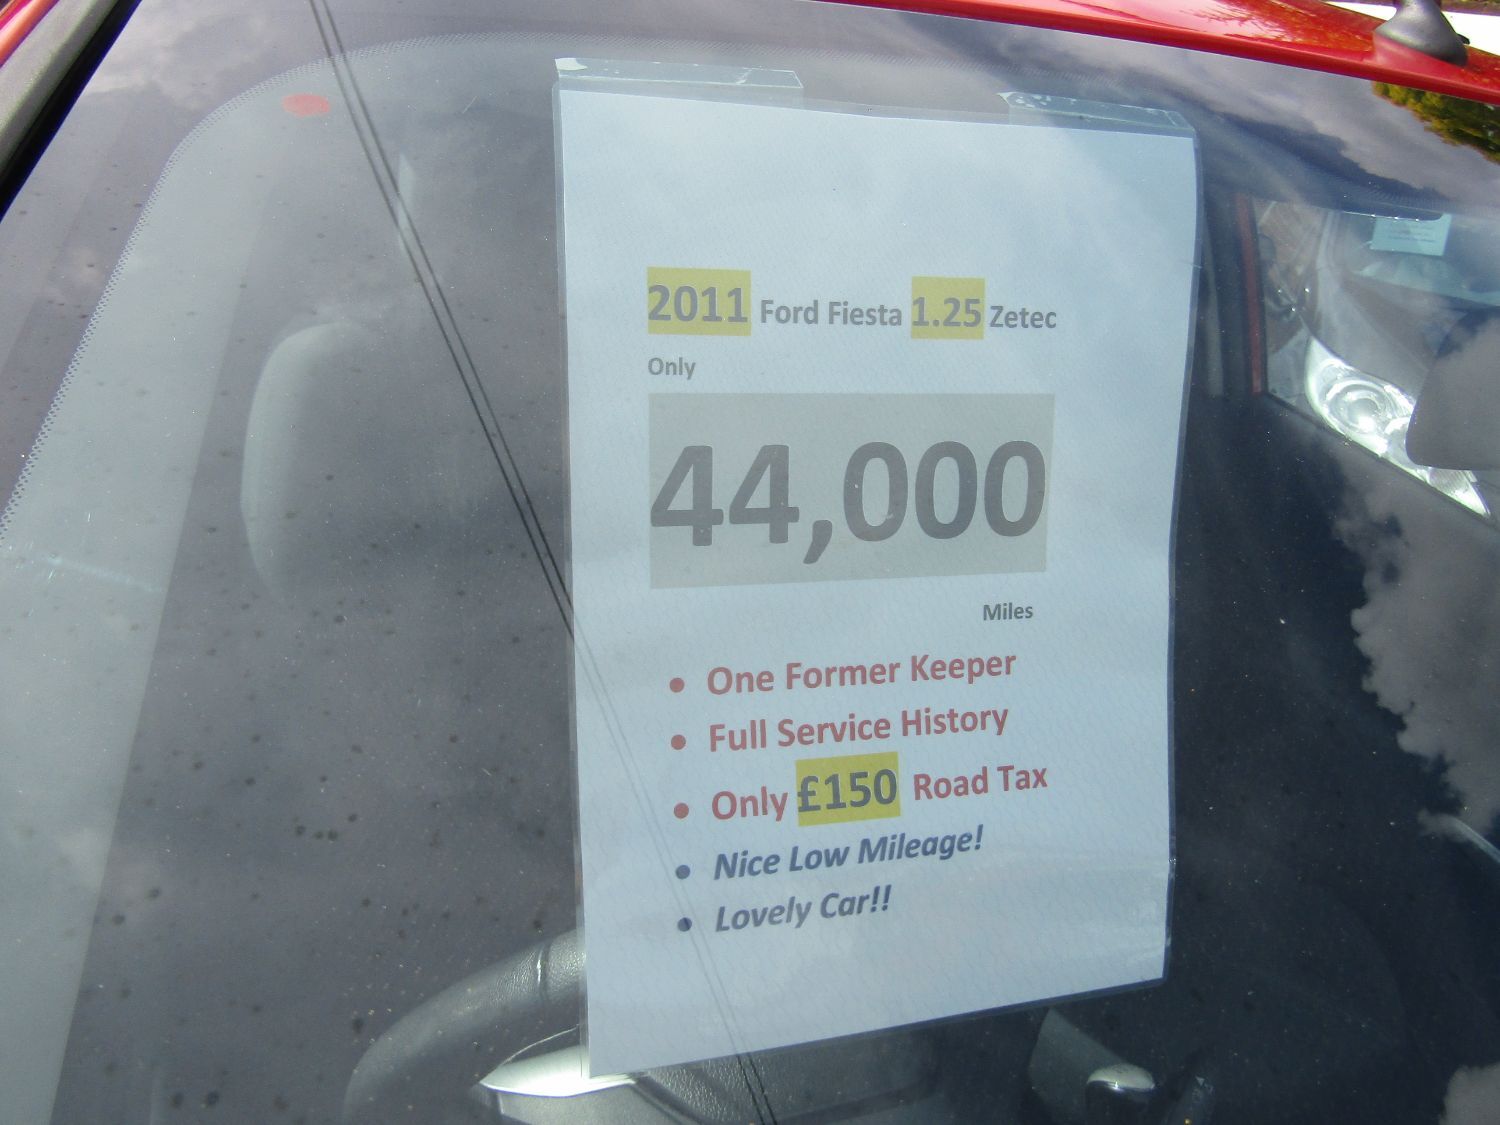 2011 Ford Fiesta 1.25 Zetec
Only
44,000
Miles
• One Former Keeper
• Full Service History
• Only £150 Road Tax
• Nice Low Mileage!
• Lovely Car!!